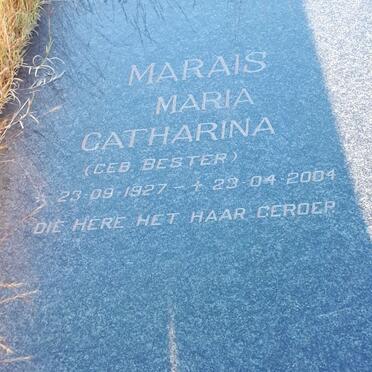 MARAIS
MARIA
CATHARINA
(GEB BESTER)
* 23-09-1927 - + 23-04-2004
DIE HERE HET HAAR GEROEP